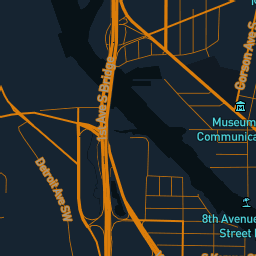 Corson Ave S
1st Ave S Bridge
Museum
Communica
Detroit Ave SW
8th Avenue
Street